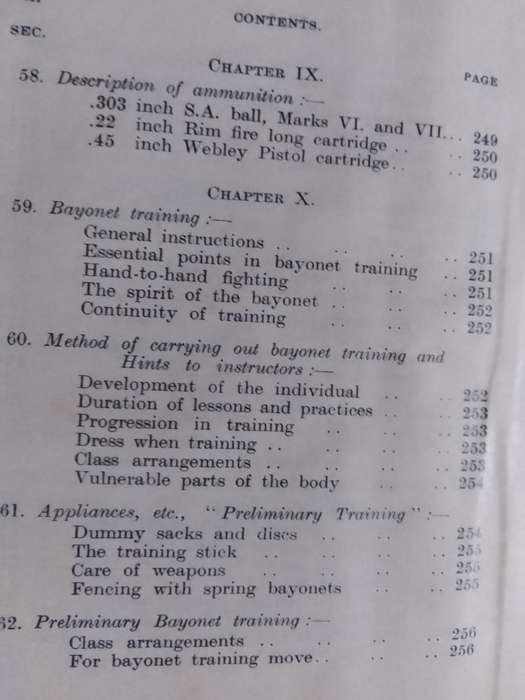 CONTENTS.
SEC.
CHAPTER IX. PAGE
58. Description of ammunition :—
.303 inch S.A. ball, Marks VI. and VII... 249
.22 inch Rim fire long cartridge .. .. 250
.45 inch Webley Pistol cartridge.. .. 250
CHAPTER X.
59. Bayonet training :—
General instructions .. .. .. .. 251
Essential points in bayonet training .. 251
Hand-to-hand fighting .. .. .. 251
The spirit of the bayonet .. .. .. 252
Continuity of training .. .. .. 252
60. Method of carrying out bayonet training and
Hints to instructors :—
Development of the individual .. .. 252
Duration of lessons and practices .. .. 253
Progression in training .. .. .. 253
Dress when training .. .. .. .. 253
Class arrangements .. .. .. .. 253
Vulnerable parts of the body .. .. 254
61. Appliances, etc., "Preliminary Training" :—
Dummy sacks and discs .. .. .. 254
The training stick .. .. .. .. 255
Care of weapons .. .. .. .. 255
Fencing with spring bayonets .. .. 255
62. Preliminary Bayonet training :—
Class arrangements .. .. .. .. 256
For bayonet training move.. .. .. 256